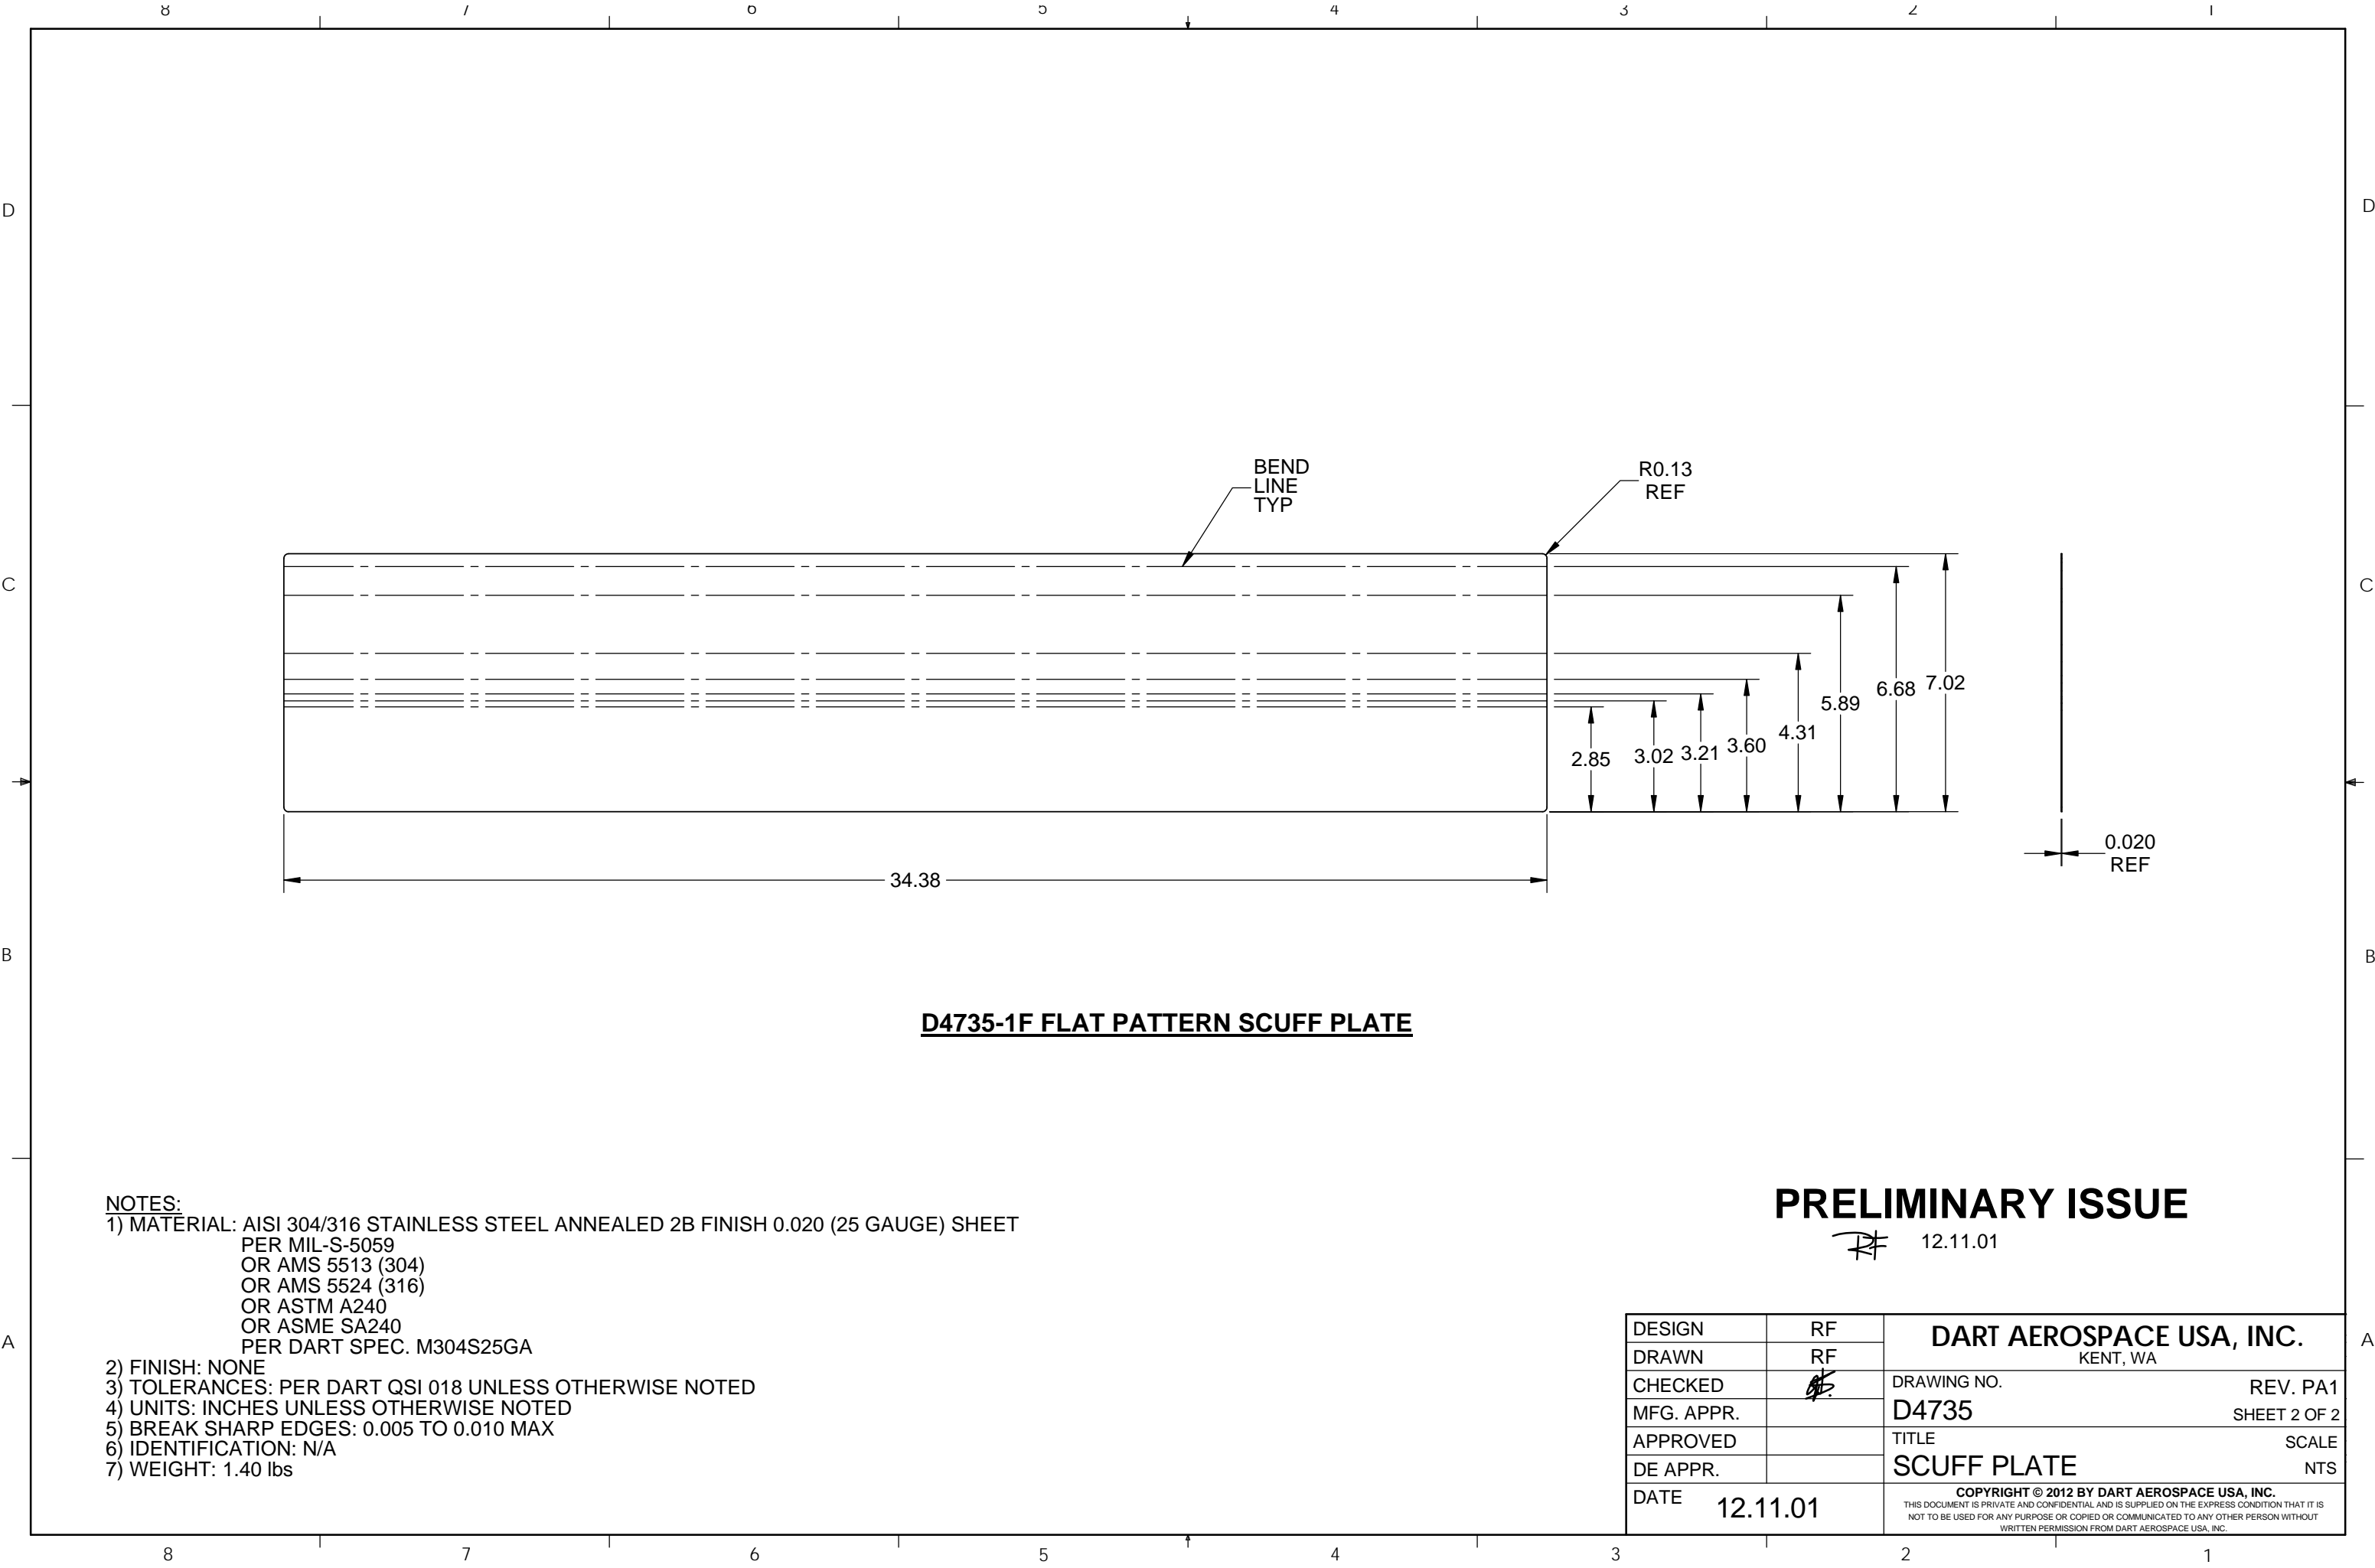 8 7 6 5 4 3 2 1
D D
BEND
LINE
TYP
R0.13
REF
C C
6.68 7.02
5.89
4.31
3.60
3.21
3.02
2.85
0.020
REF
34.38
B B
D4735-1F FLAT PATTERN SCUFF PLATE
NOTES:
1) MATERIAL: AISI 304/316 STAINLESS STEEL ANNEALED 2B FINISH 0.020 (25 GAUGE) SHEET
PER MIL-S-5059
OR AMS 5513 (304)
OR AMS 5524 (316)
OR ASTM A240
OR ASME SA240
PER DART SPEC. M304S25GA
2) FINISH: NONE
3) TOLERANCES: PER DART QSI 018 UNLESS OTHERWISE NOTED
4) UNITS: INCHES UNLESS OTHERWISE NOTED
5) BREAK SHARP EDGES: 0.005 TO 0.010 MAX
6) IDENTIFICATION: N/A
7) WEIGHT: 1.40 lbs
PRELIMINARY ISSUE
RF 12.11.01
A A
DESIGN RF
DRAWN RF
CHECKED
MFG. APPR.
APPROVED
DE APPR.
DATE 12.11.01
DART AEROSPACE USA, INC.
KENT, WA
DRAWING NO. REV. PA1
D4735 SHEET 2 OF 2
TITLE SCALE
SCUFF PLATE NTS
COPYRIGHT © 2012 BY DART AEROSPACE USA, INC.
THIS DOCUMENT IS PRIVATE AND CONFIDENTIAL AND IS SUPPLIED ON THE EXPRESS CONDITION THAT IT IS
NOT TO BE USED FOR ANY PURPOSE OR COPIED OR COMMUNICATED TO ANY OTHER PERSON WITHOUT
WRITTEN PERMISSION FROM DART AEROSPACE USA, INC.
8 7 6 5 4 3 2 1